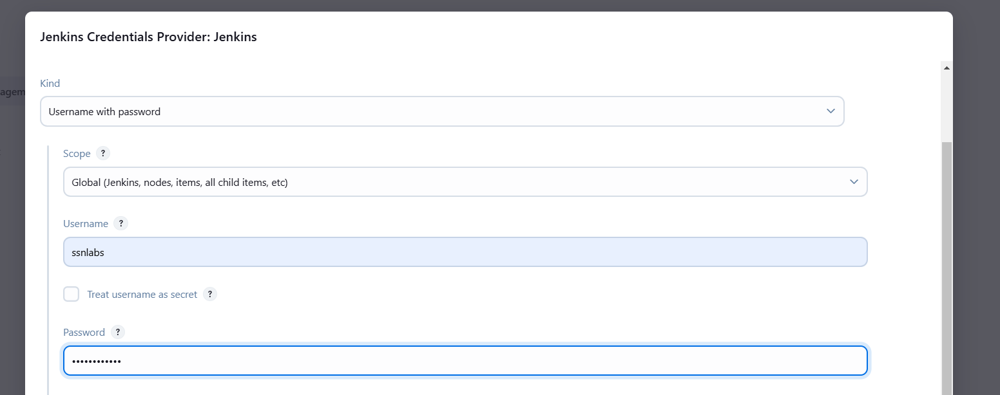 Jenkins Credentials Provider: Jenkins
agem
Kind
Username with password
Scope ?
Global (Jenkins, nodes, items, all child items, etc)
Username ?
ssnlabs
Treat username as secret ?
Password ?
••••••••••••